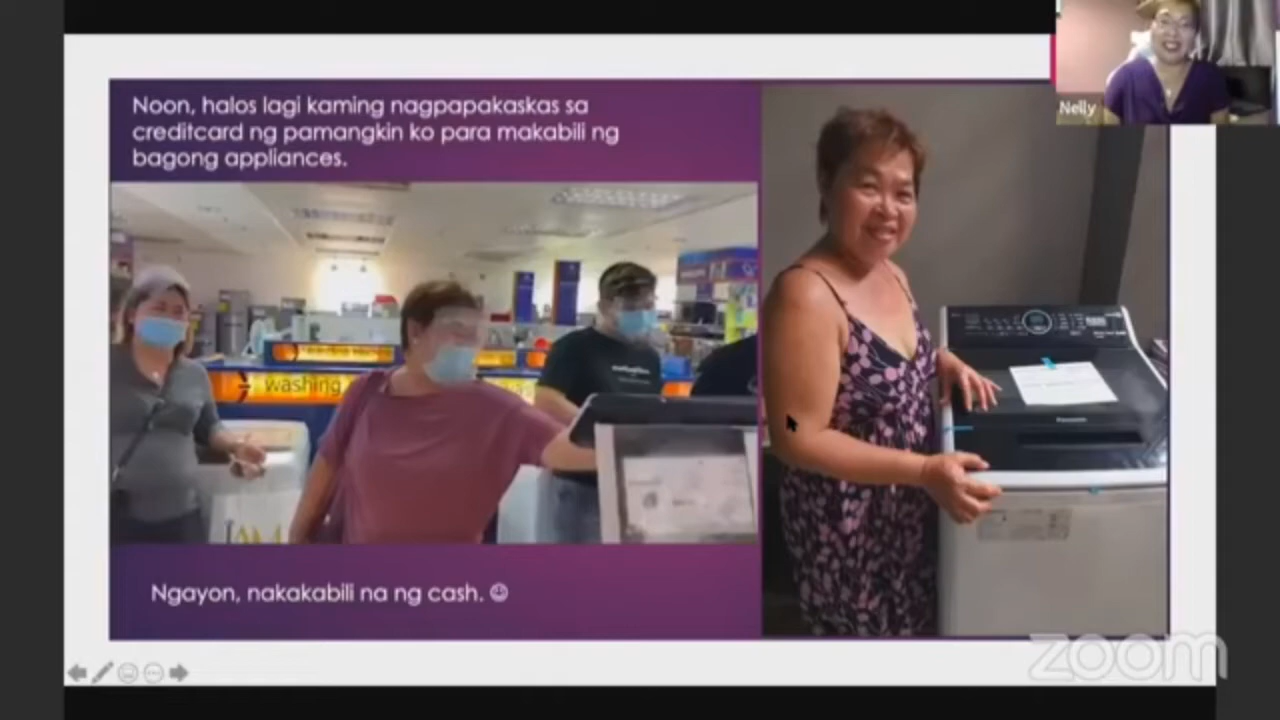 Nelly
Noon, halos lagi kaming nagpapakaskas sa
creditcard ng pamangkin ko para makabili ng
bagong appliances.
washing
Panasonic
Ngayon, nakakabili na ng cash. ☺
zoom